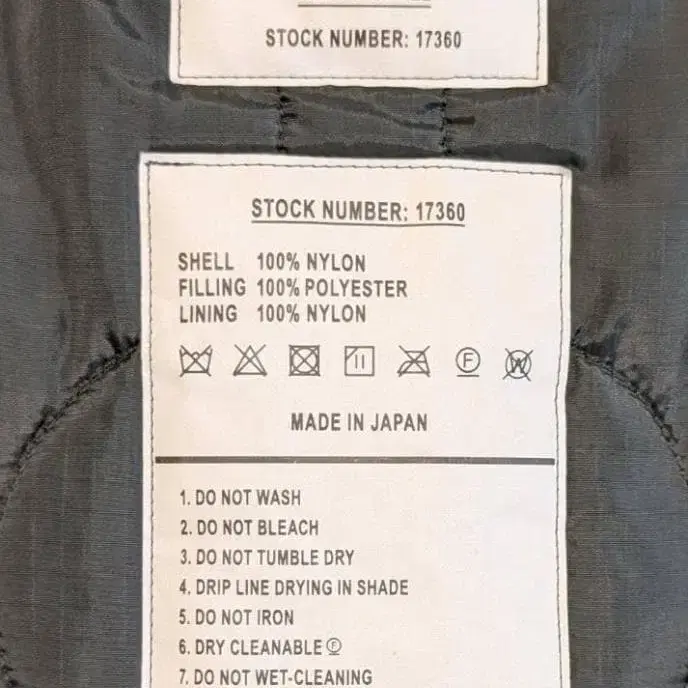 STOCK NUMBER: 17360
STOCK NUMBER: 17360
SHELL 100% NYLON
FILLING 100% POLYESTER
LINING 100% NYLON
MADE IN JAPAN
1. DO NOT WASH
2. DO NOT BLEACH
3. DO NOT TUMBLE DRY
4. DRIP LINE DRYING IN SHADE
5. DO NOT IRON
6. DRY CLEANABLE Ⓕ
7. DO NOT WET-CLEANING